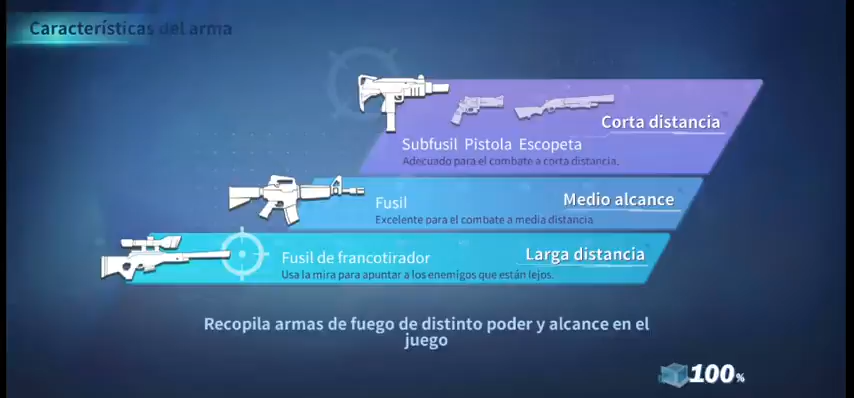 Características del arma
Corta distancia
Subfusil Pistola Escopeta
Adecuado para el combate a corta distancia.
Fusil
Medio alcance
Excelente para el combate a media distancia
Fusil de francotirador
Larga distancia
Usa la mira para apuntar a los enemigos que están lejos.
Recopila armas de fuego de distinto poder y alcance en el
juego
100%